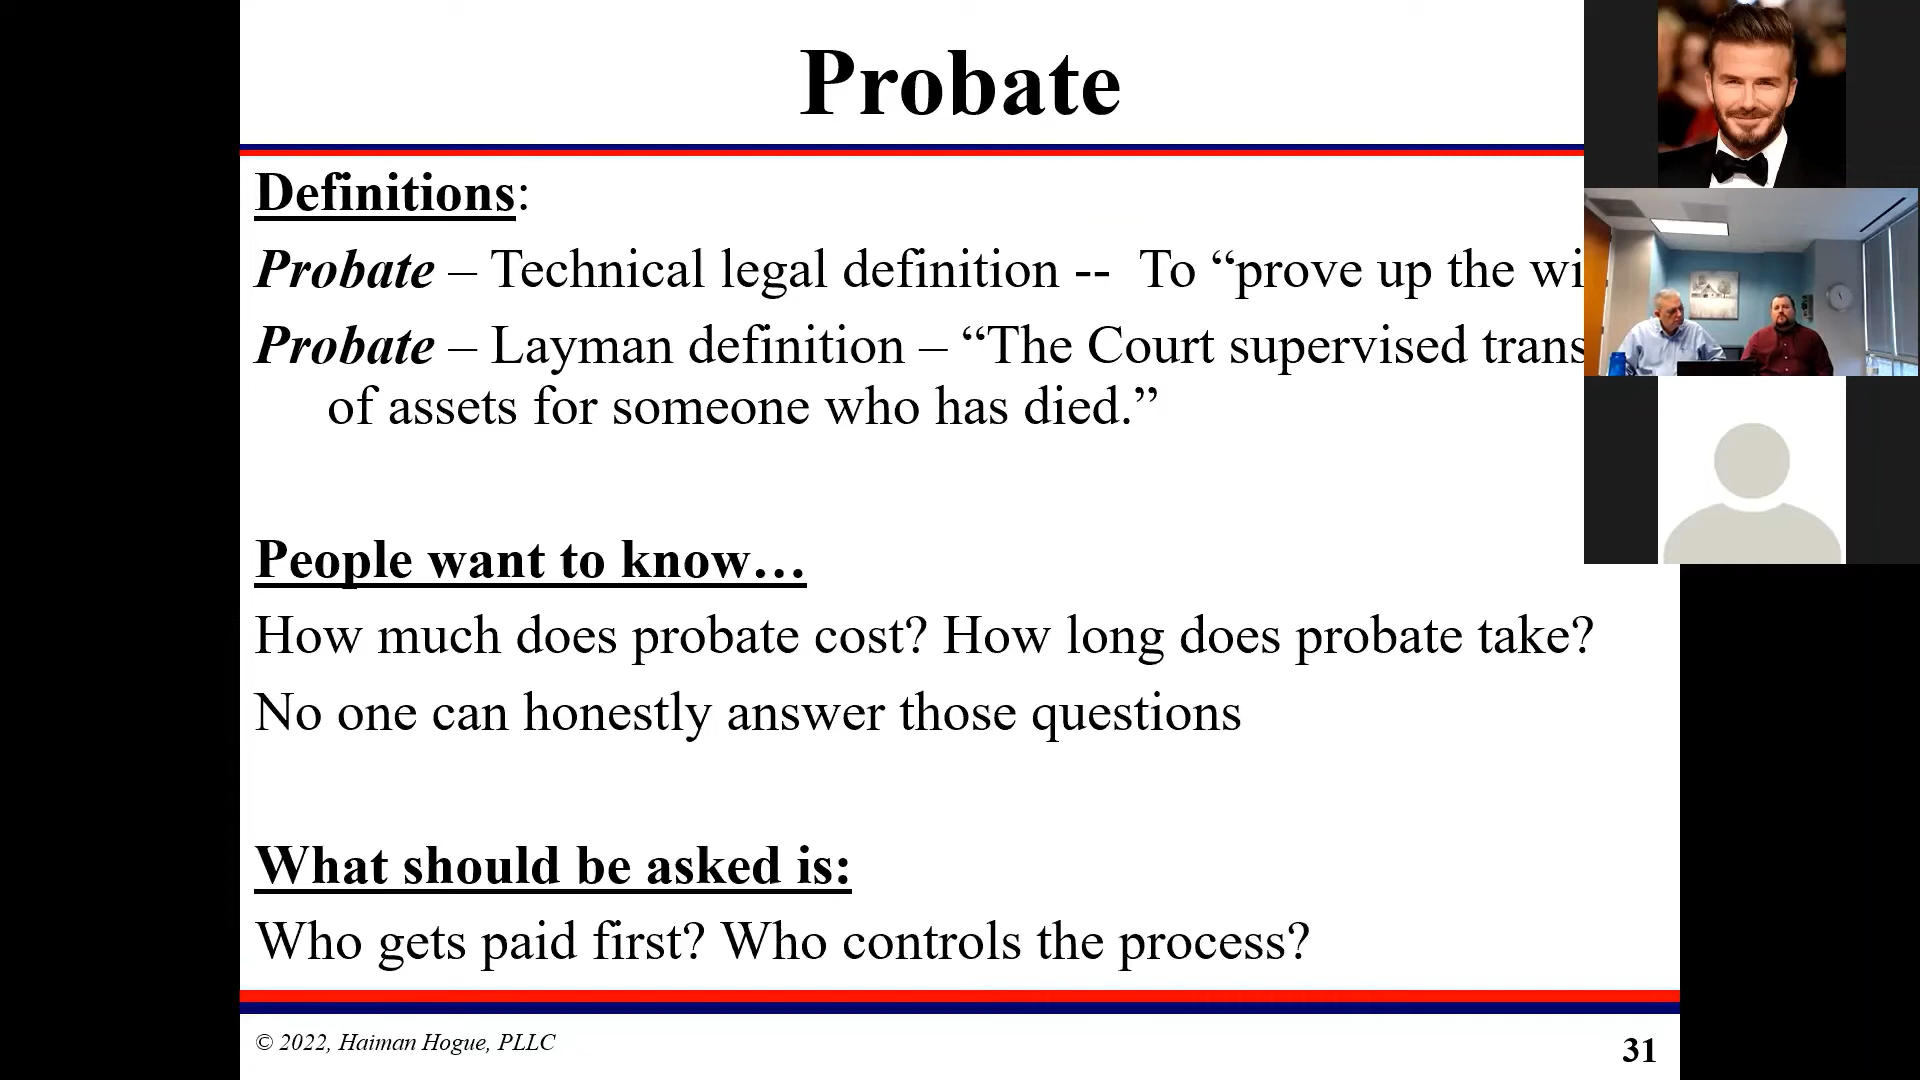 Probate
Definitions:
Probate – Technical legal definition -- To “prove up the wi
Probate – Layman definition – “The Court supervised trans
of assets for someone who has died.”
People want to know…
How much does probate cost? How long does probate take?
No one can honestly answer those questions
What should be asked is:
Who gets paid first? Who controls the process?
© 2022, Haiman Hogue, PLLC
31